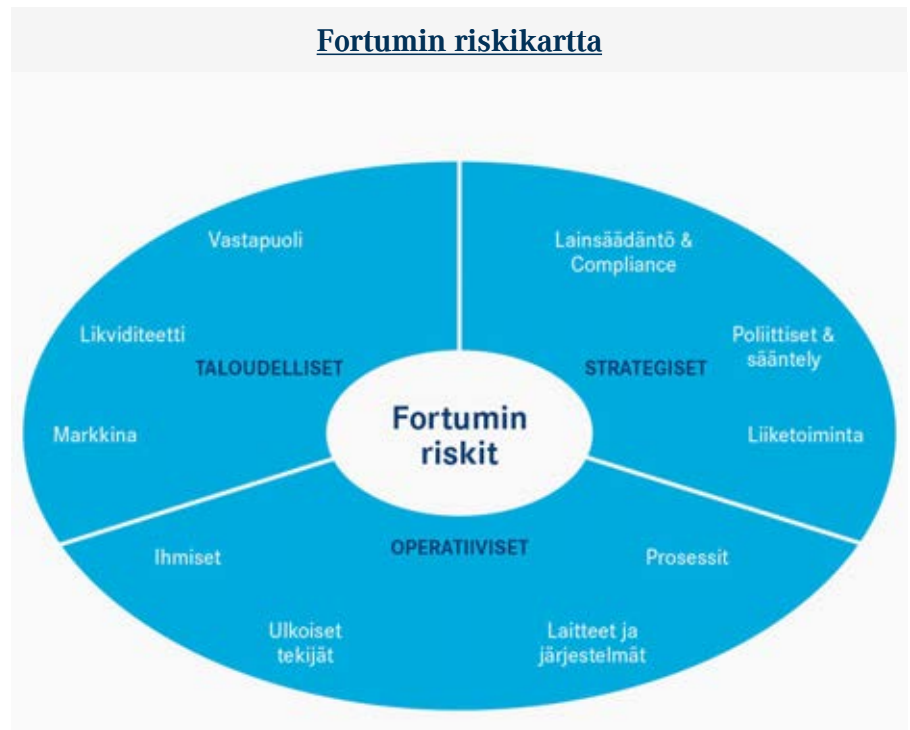 Fortumin riskikartta
Vastapuoli
Likviditeetti
TALOUDELLISET
Markkina
Lainsäädäntö &
Compliance
Poliittiset &
sääntely
STRATEGISET
Liiketoiminta
Fortumin
riskit
OPERATIIVISET
Ihmiset
Ulkoiset
tekijät
Laitteet ja
järjestelmät
Prosessit